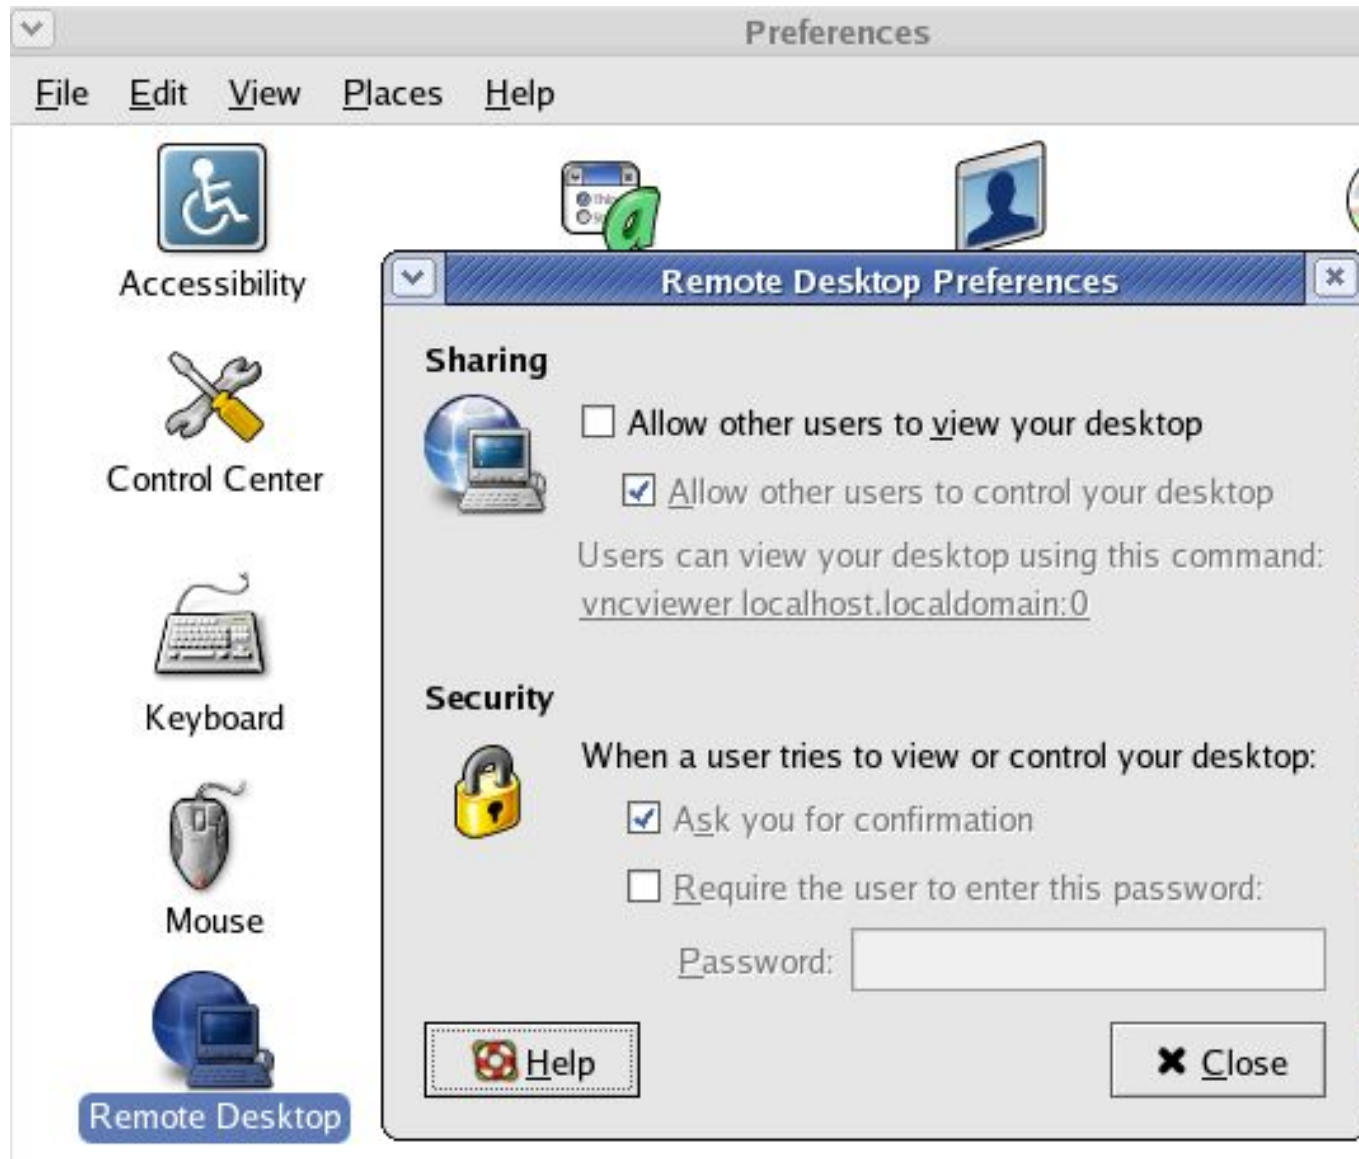 Preferences
File Edit View Places Help
Accessibility
Control Center
Keyboard
Mouse
Remote Desktop
Remote Desktop Preferences
Sharing
Allow other users to view your desktop
Allow other users to control your desktop
Users can view your desktop using this command:
vncviewer localhost.localdomain:0
Security
When a user tries to view or control your desktop:
Ask you for confirmation
Require the user to enter this password:
Password:
Help
Close